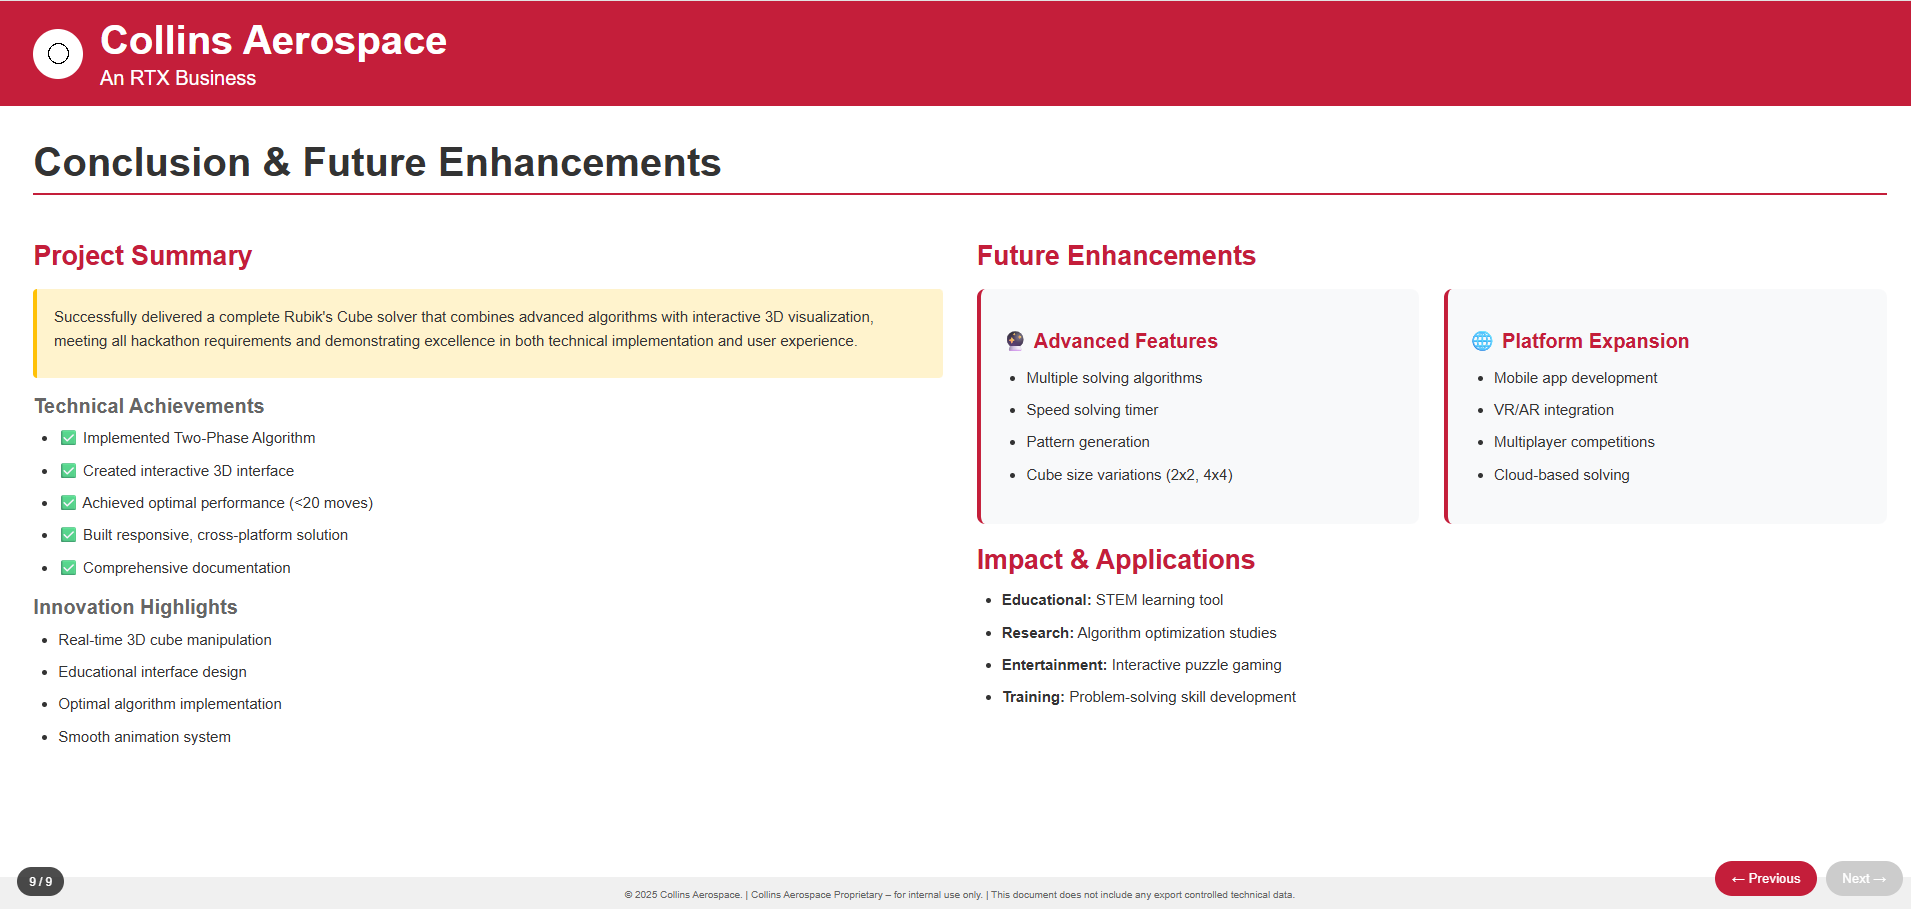 Collins Aerospace
An RTX Business
Conclusion & Future Enhancements
Project Summary
Successfully delivered a complete Rubik's Cube solver that combines advanced algorithms with interactive 3D visualization,
meeting all hackathon requirements and demonstrating excellence in both technical implementation and user experience.
Technical Achievements
• ✅ Implemented Two-Phase Algorithm
• ✅ Created interactive 3D interface
• ✅ Achieved optimal performance (<20 moves)
• ✅ Built responsive, cross-platform solution
• ✅ Comprehensive documentation
Innovation Highlights
• Real-time 3D cube manipulation
• Educational interface design
• Optimal algorithm implementation
• Smooth animation system
Future Enhancements
🔮 Advanced Features
• Multiple solving algorithms
• Speed solving timer
• Pattern generation
• Cube size variations (2x2, 4x4)
🌐 Platform Expansion
• Mobile app development
• VR/AR integration
• Multiplayer competitions
• Cloud-based solving
Impact & Applications
• Educational: STEM learning tool
• Research: Algorithm optimization studies
• Entertainment: Interactive puzzle gaming
• Training: Problem-solving skill development
9 / 9
© 2025 Collins Aerospace. | Collins Aerospace Proprietary – for internal use only. | This document does not include any export controlled technical data.
← Previous
Next →